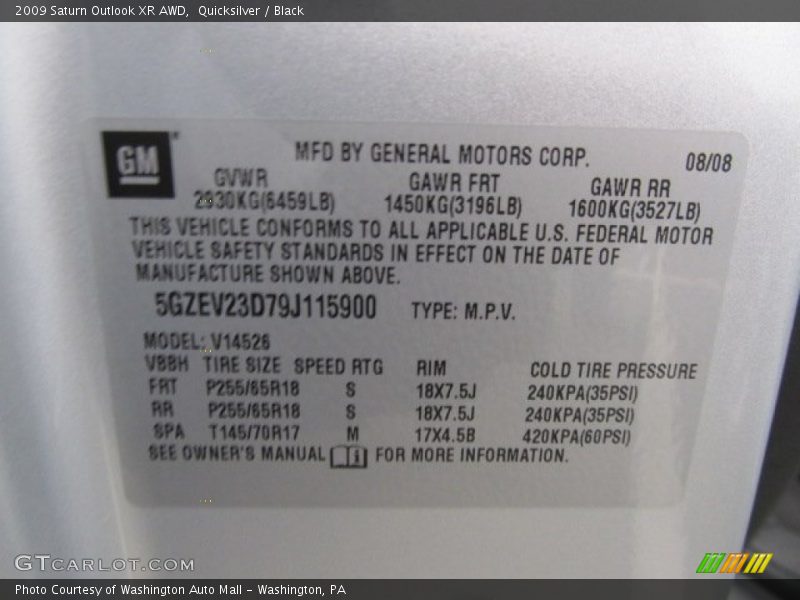 2009 Saturn Outlook XR AWD,  Quicksilver / Black
GM
MFD BY GENERAL MOTORS CORP. 08/08
GVWR GAWR FRT GAWR RR
2930KG(6459LB) 1450KG(3196LB) 1600KG(3527LB)
THIS VEHICLE CONFORMS TO ALL APPLICABLE U.S. FEDERAL MOTOR
VEHICLE SAFETY STANDARDS IN EFFECT ON THE DATE OF
MANUFACTURE SHOWN ABOVE.
5GZEV23D79J115900 TYPE: M.P.V.
MODEL: V14526
VBBH TIRE SIZE SPEED RTG RIM COLD TIRE PRESSURE
FRT P255/65R18 S 18X7.5J 240KPA(35PSI)
RR P255/65R18 S 18X7.5J 240KPA(35PSI)
SPA T145/70R17 M 17X4.5B 420KPA(60PSI)
SEE OWNER'S MANUAL i FOR MORE INFORMATION.
GTCARLOT.COM
Photo Courtesy of Washington Auto Mall - Washington, PA